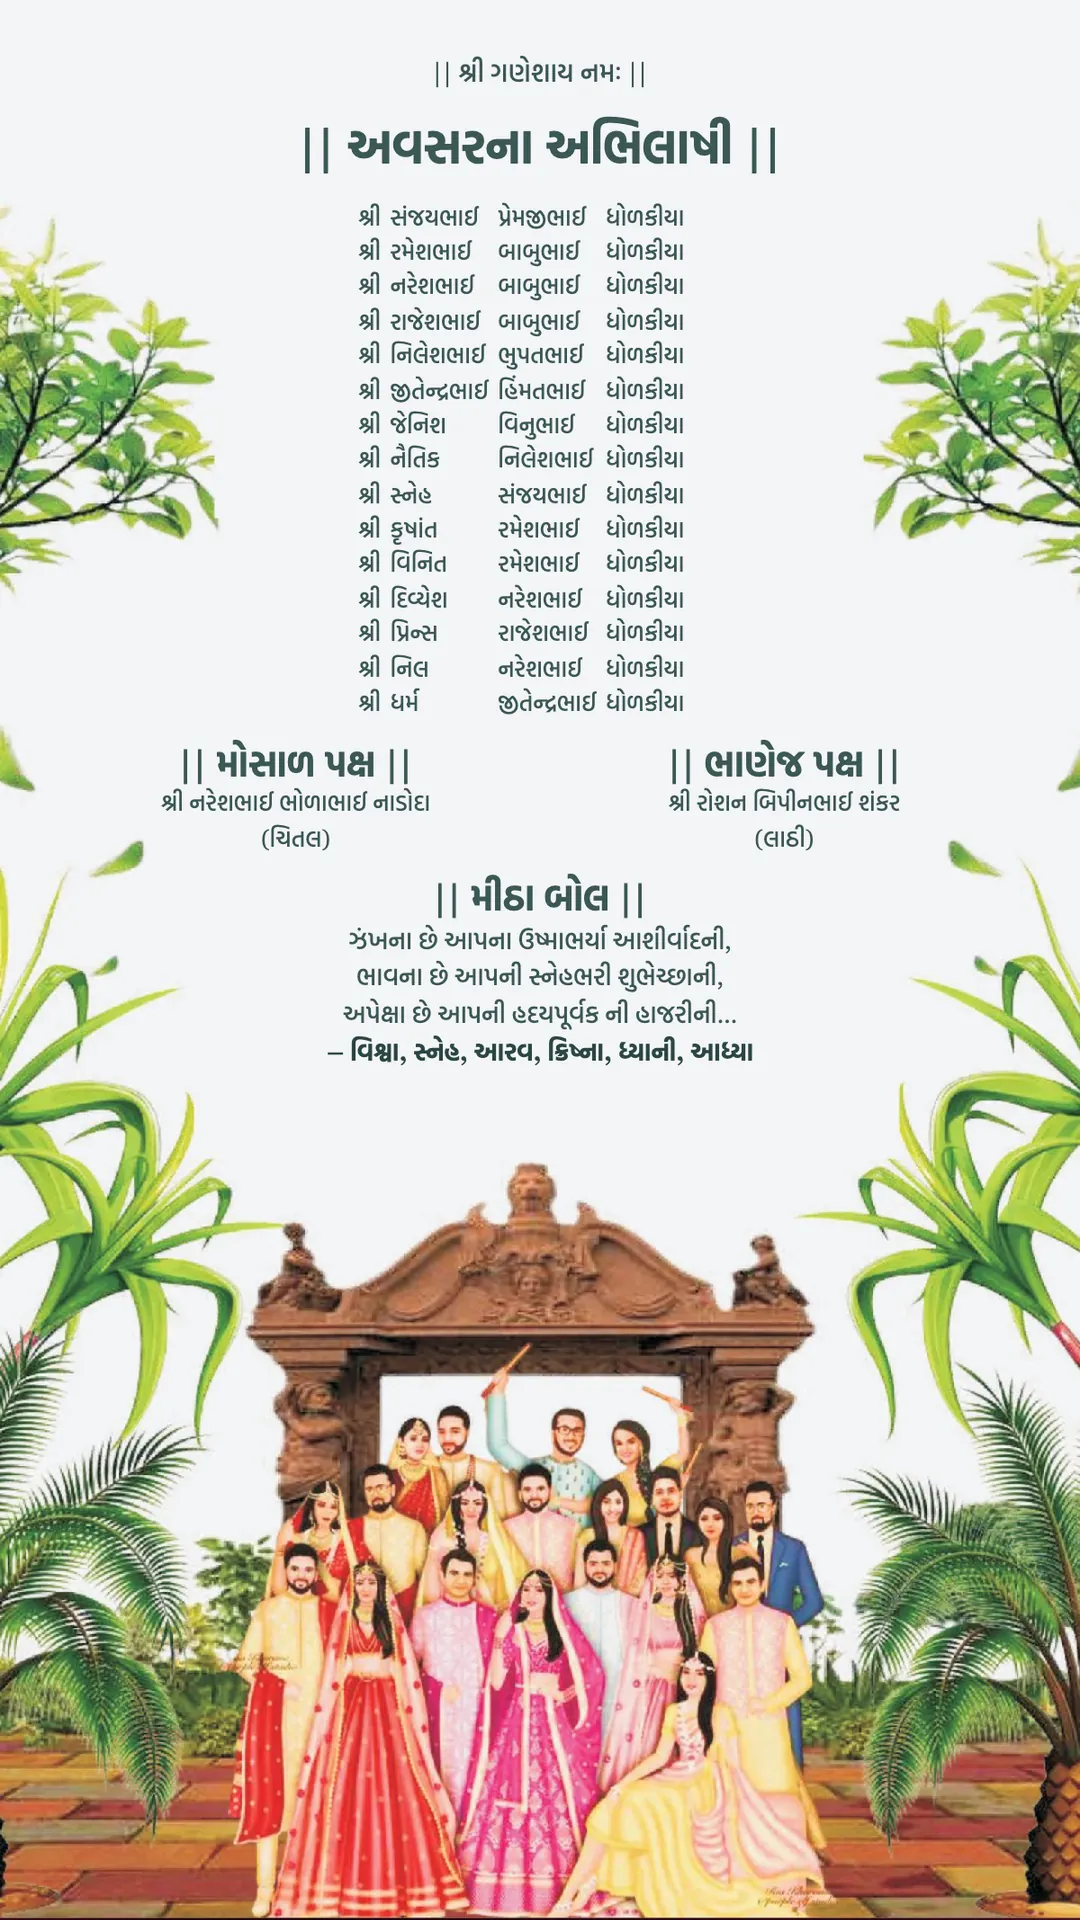 || શ્રી ગણેશાય નમઃ ||
|| અવસરના અભિલાષી ||
શ્રી સંજયભાઈ પ્રેમજીભાઈ ધોળકીયા
શ્રી રમેશભાઈ બાબુભાઈ ધોળકીયા
શ્રી નરેશભાઈ બાબુભાઈ ધોળકીયા
શ્રી રાજેશભાઈ બાબુભાઈ ધોળકીયા
શ્રી નિલેશભાઈ ભુપતભાઈ ધોળકીયા
શ્રી જીતેન્દ્રભાઈ હિંમતભાઈ ધોળકીયા
શ્રી જેનિશ વિનુભાઈ ધોળકીયા
શ્રી નૈતિક નિલેશભાઈ ધોળકીયા
શ્રી સ્નેહ સંજયભાઈ ધોળકીયા
શ્રી કૃષાંત રમેશભાઈ ધોળકીયા
શ્રી વિનિત રમેશભાઈ ધોળકીયા
શ્રી દિવ્યેશ નરેશભાઈ ધોળકીયા
શ્રી પ્રિન્સ રાજેશભાઈ ધોળકીયા
શ્રી નિલ નરેશભાઈ ધોળકીયા
શ્રી ધર્મ જીતેન્દ્રભાઈ ધોળકીયા
|| મોસાળ પક્ષ ||
શ્રી નરેશભાઈ ભોળાભાઈ નાડોદા
(ચિતલ)
|| ભાણેજ પક્ષ ||
શ્રી રોશન બિપીનભાઈ શંકર
(લાઠી)
|| મીઠા બોલ ||
ઝંખના છે આપના ઉષ્માભર્યા આશીર્વાદની,
ભાવના છે આપની સ્નેહભરી શુભેચ્છાની,
અપેક્ષા છે આપની હદયપૂર્વક ની હાજરીની...
– વિશ્વા, સ્નેહ, આરવ, ક્રિષ્ના, ધ્યાની, આધ્યા